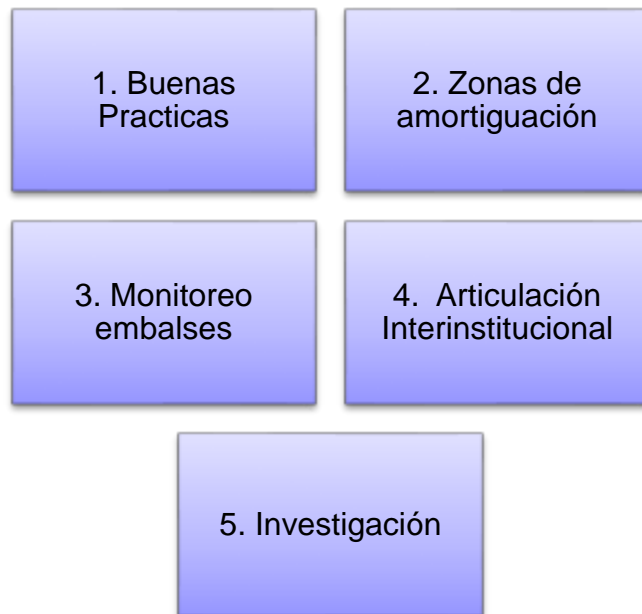 1. Buenas
Practicas
2. Zonas de
amortiguación
3. Monitoreo
embalses
4. Articulación
Interinstitucional
5. Investigación